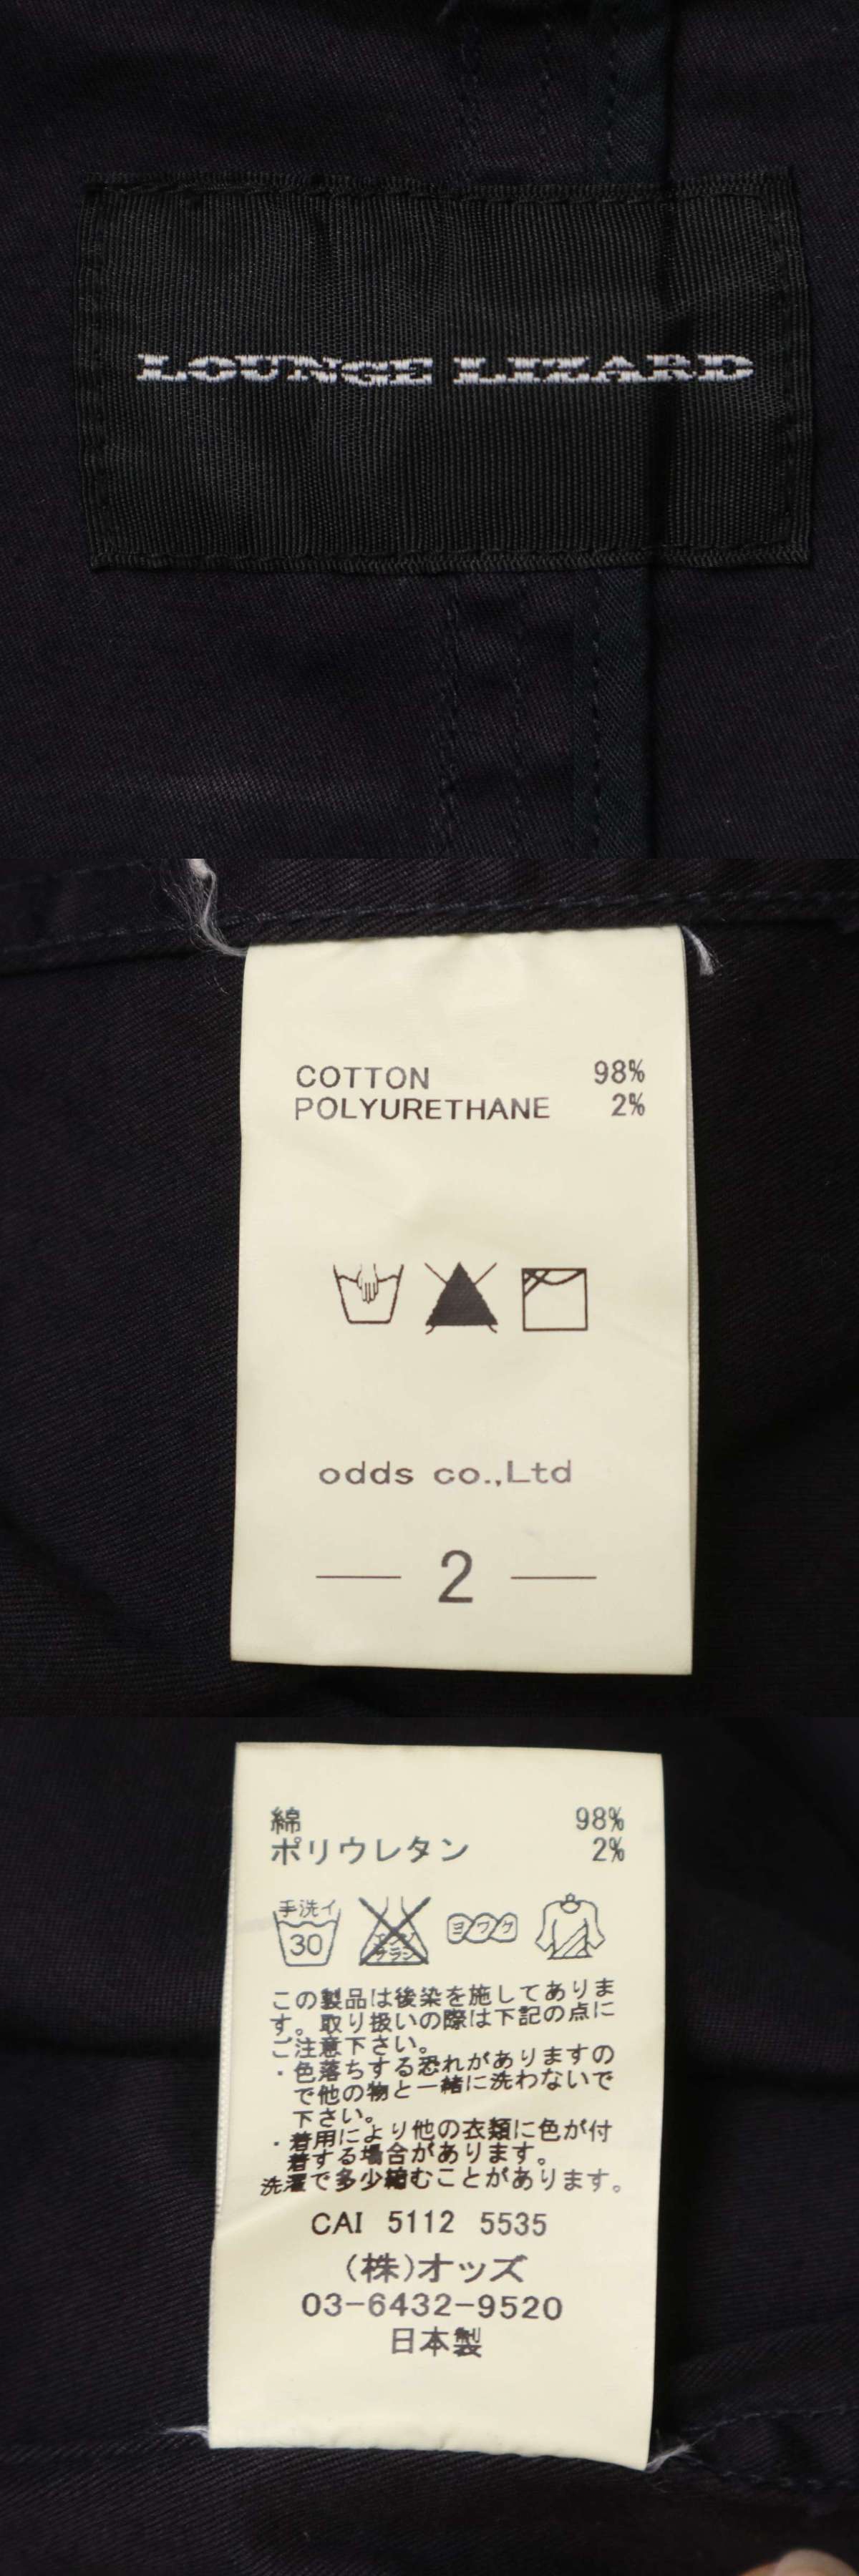 LOUNGE LIZARD
COTTON 98%
POLYURETHANE 2%
odds co.,Ltd
— 2 —
綿 98%
ポリウレタン 2%
手洗イ
30
エンソ
サラシ
ヨワク
この製品は後染を施してありま
す。取り扱いの際は下記の点に
ご注意下さい。
・色落ちする恐れがありますの
で他の物と一緒に洗わないで
下さい。
・着用により他の衣類に色が付
着する場合があります。
洗濯で多少縮むことがあります。
CAI 5112 5535
(株)オッズ
03-6432-9520
日本製